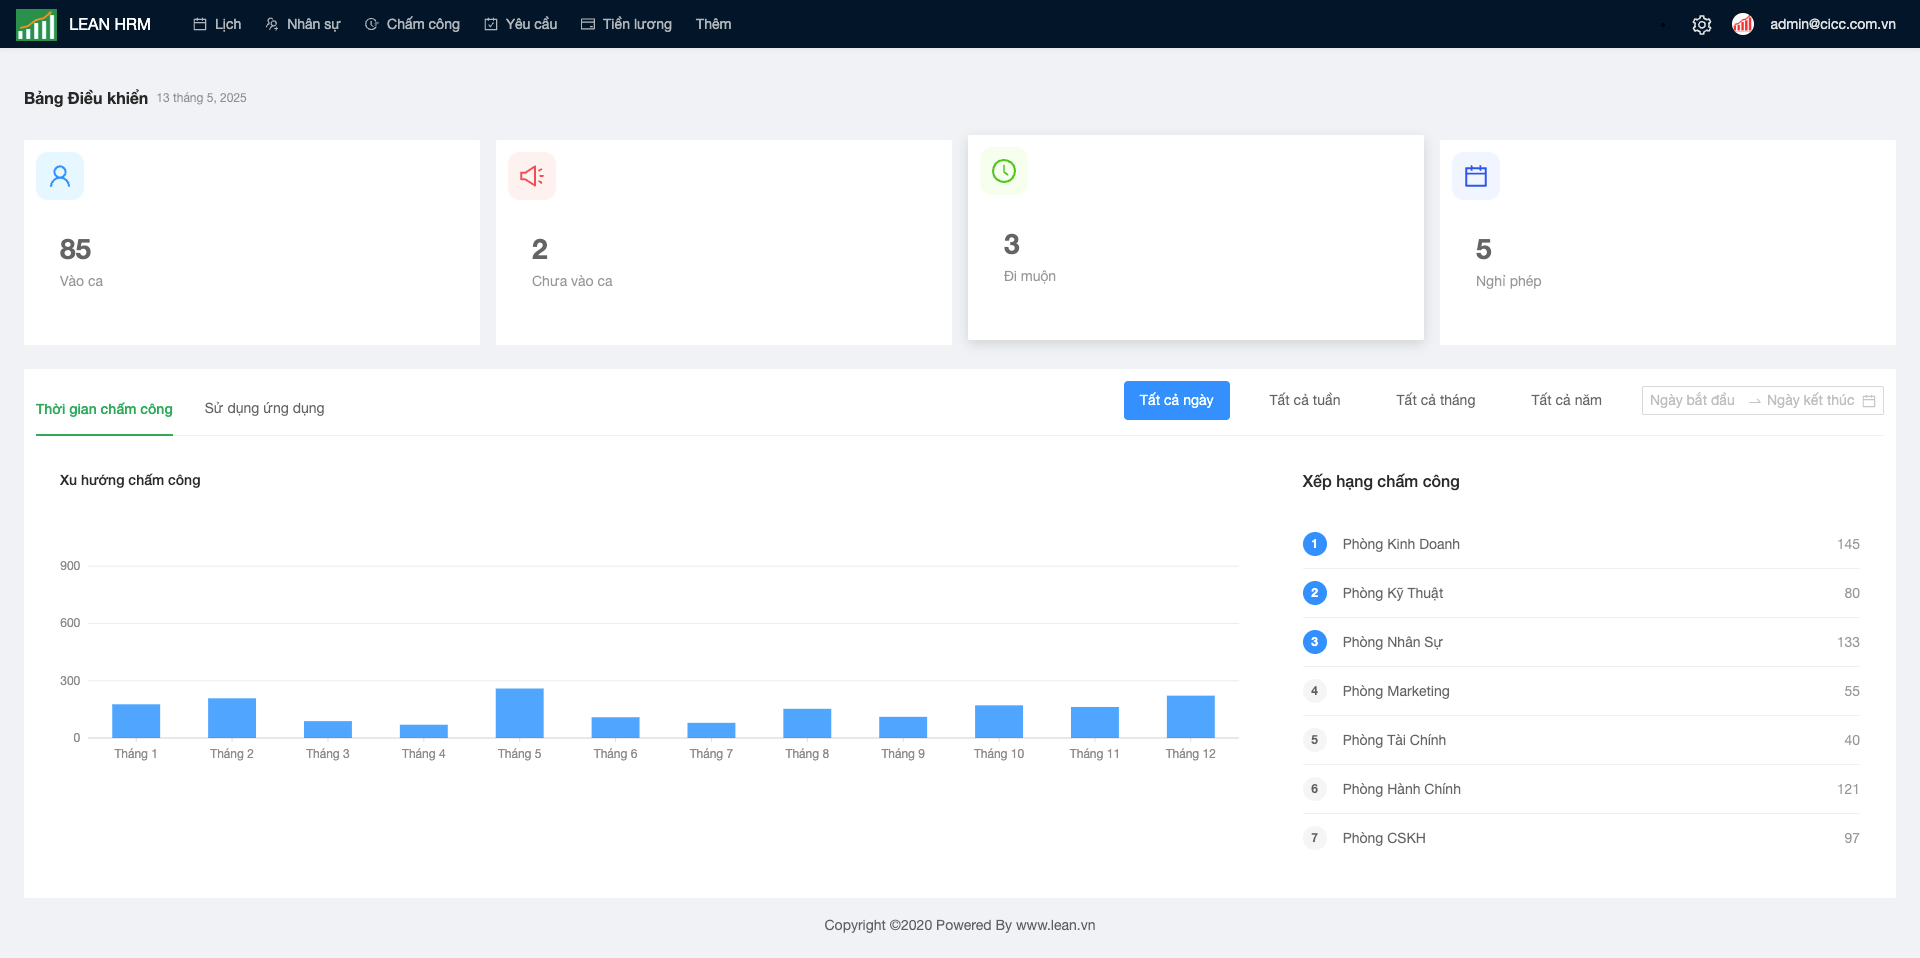 LEAN HRM Lịch Nhân sự Chấm công Yêu cầu Tiền lương Thêm admin@cicc.com.vn
Bảng Điều khiển 13 tháng 5, 2025
85
Vào ca
2
Chưa vào ca
3
Đi muộn
5
Nghỉ phép
Thời gian chấm công Sử dụng ứng dụng Tất cả ngày Tất cả tuần Tất cả tháng Tất cả năm Ngày bắt đầu Ngày kết thúc
Xu hướng chấm công
900
600
300
0
Tháng 1 Tháng 2 Tháng 3 Tháng 4 Tháng 5 Tháng 6 Tháng 7 Tháng 8 Tháng 9 Tháng 10 Tháng 11 Tháng 12
Xếp hạng chấm công
1 Phòng Kinh Doanh 145
2 Phòng Kỹ Thuật 80
3 Phòng Nhân Sự 133
4 Phòng Marketing 55
5 Phòng Tài Chính 40
6 Phòng Hành Chính 121
7 Phòng CSKH 97
Copyright ©2020 Powered By www.lean.vn